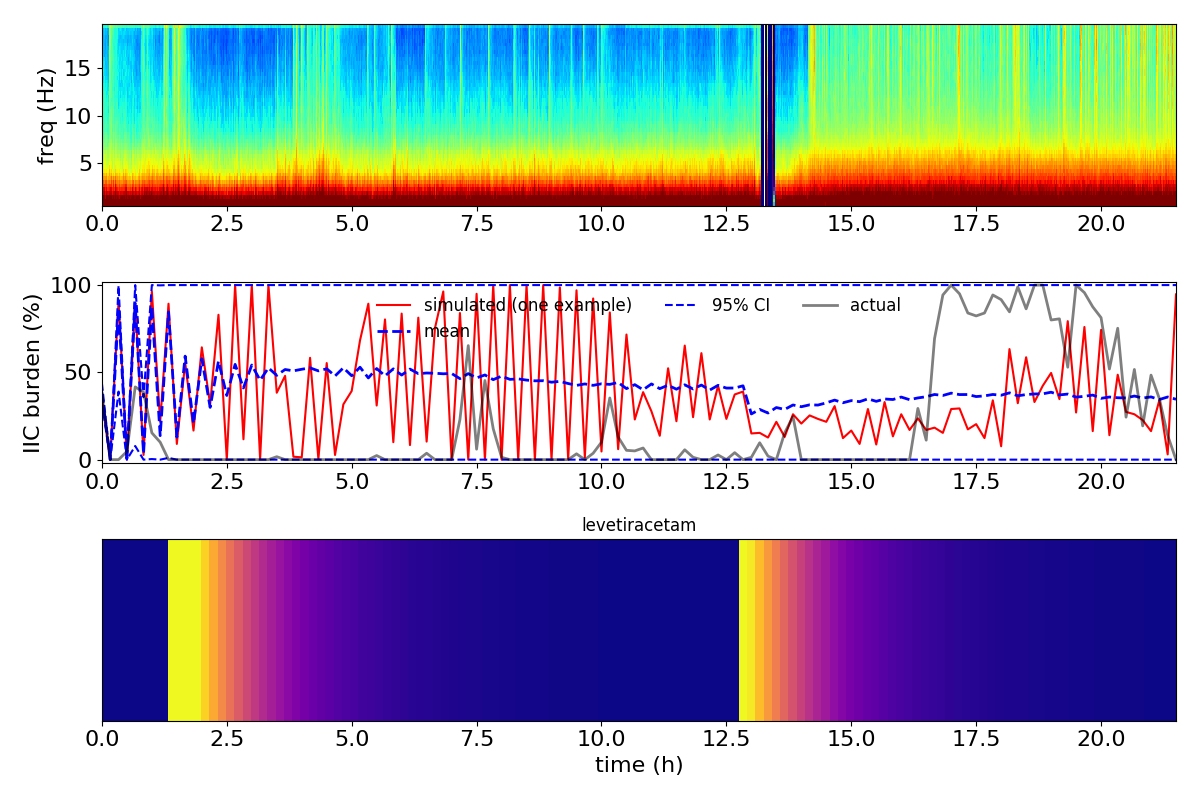 freq (Hz)
15
10
5
0.0 2.5 5.0 7.5 10.0 12.5 15.0 17.5 20.0
IIC burden (%)
100
50
0
simulated (one example)
mean
95% CI
actual
0.0 2.5 5.0 7.5 10.0 12.5 15.0 17.5 20.0
levetiracetam
0.0 2.5 5.0 7.5 10.0 12.5 15.0 17.5 20.0
time (h)